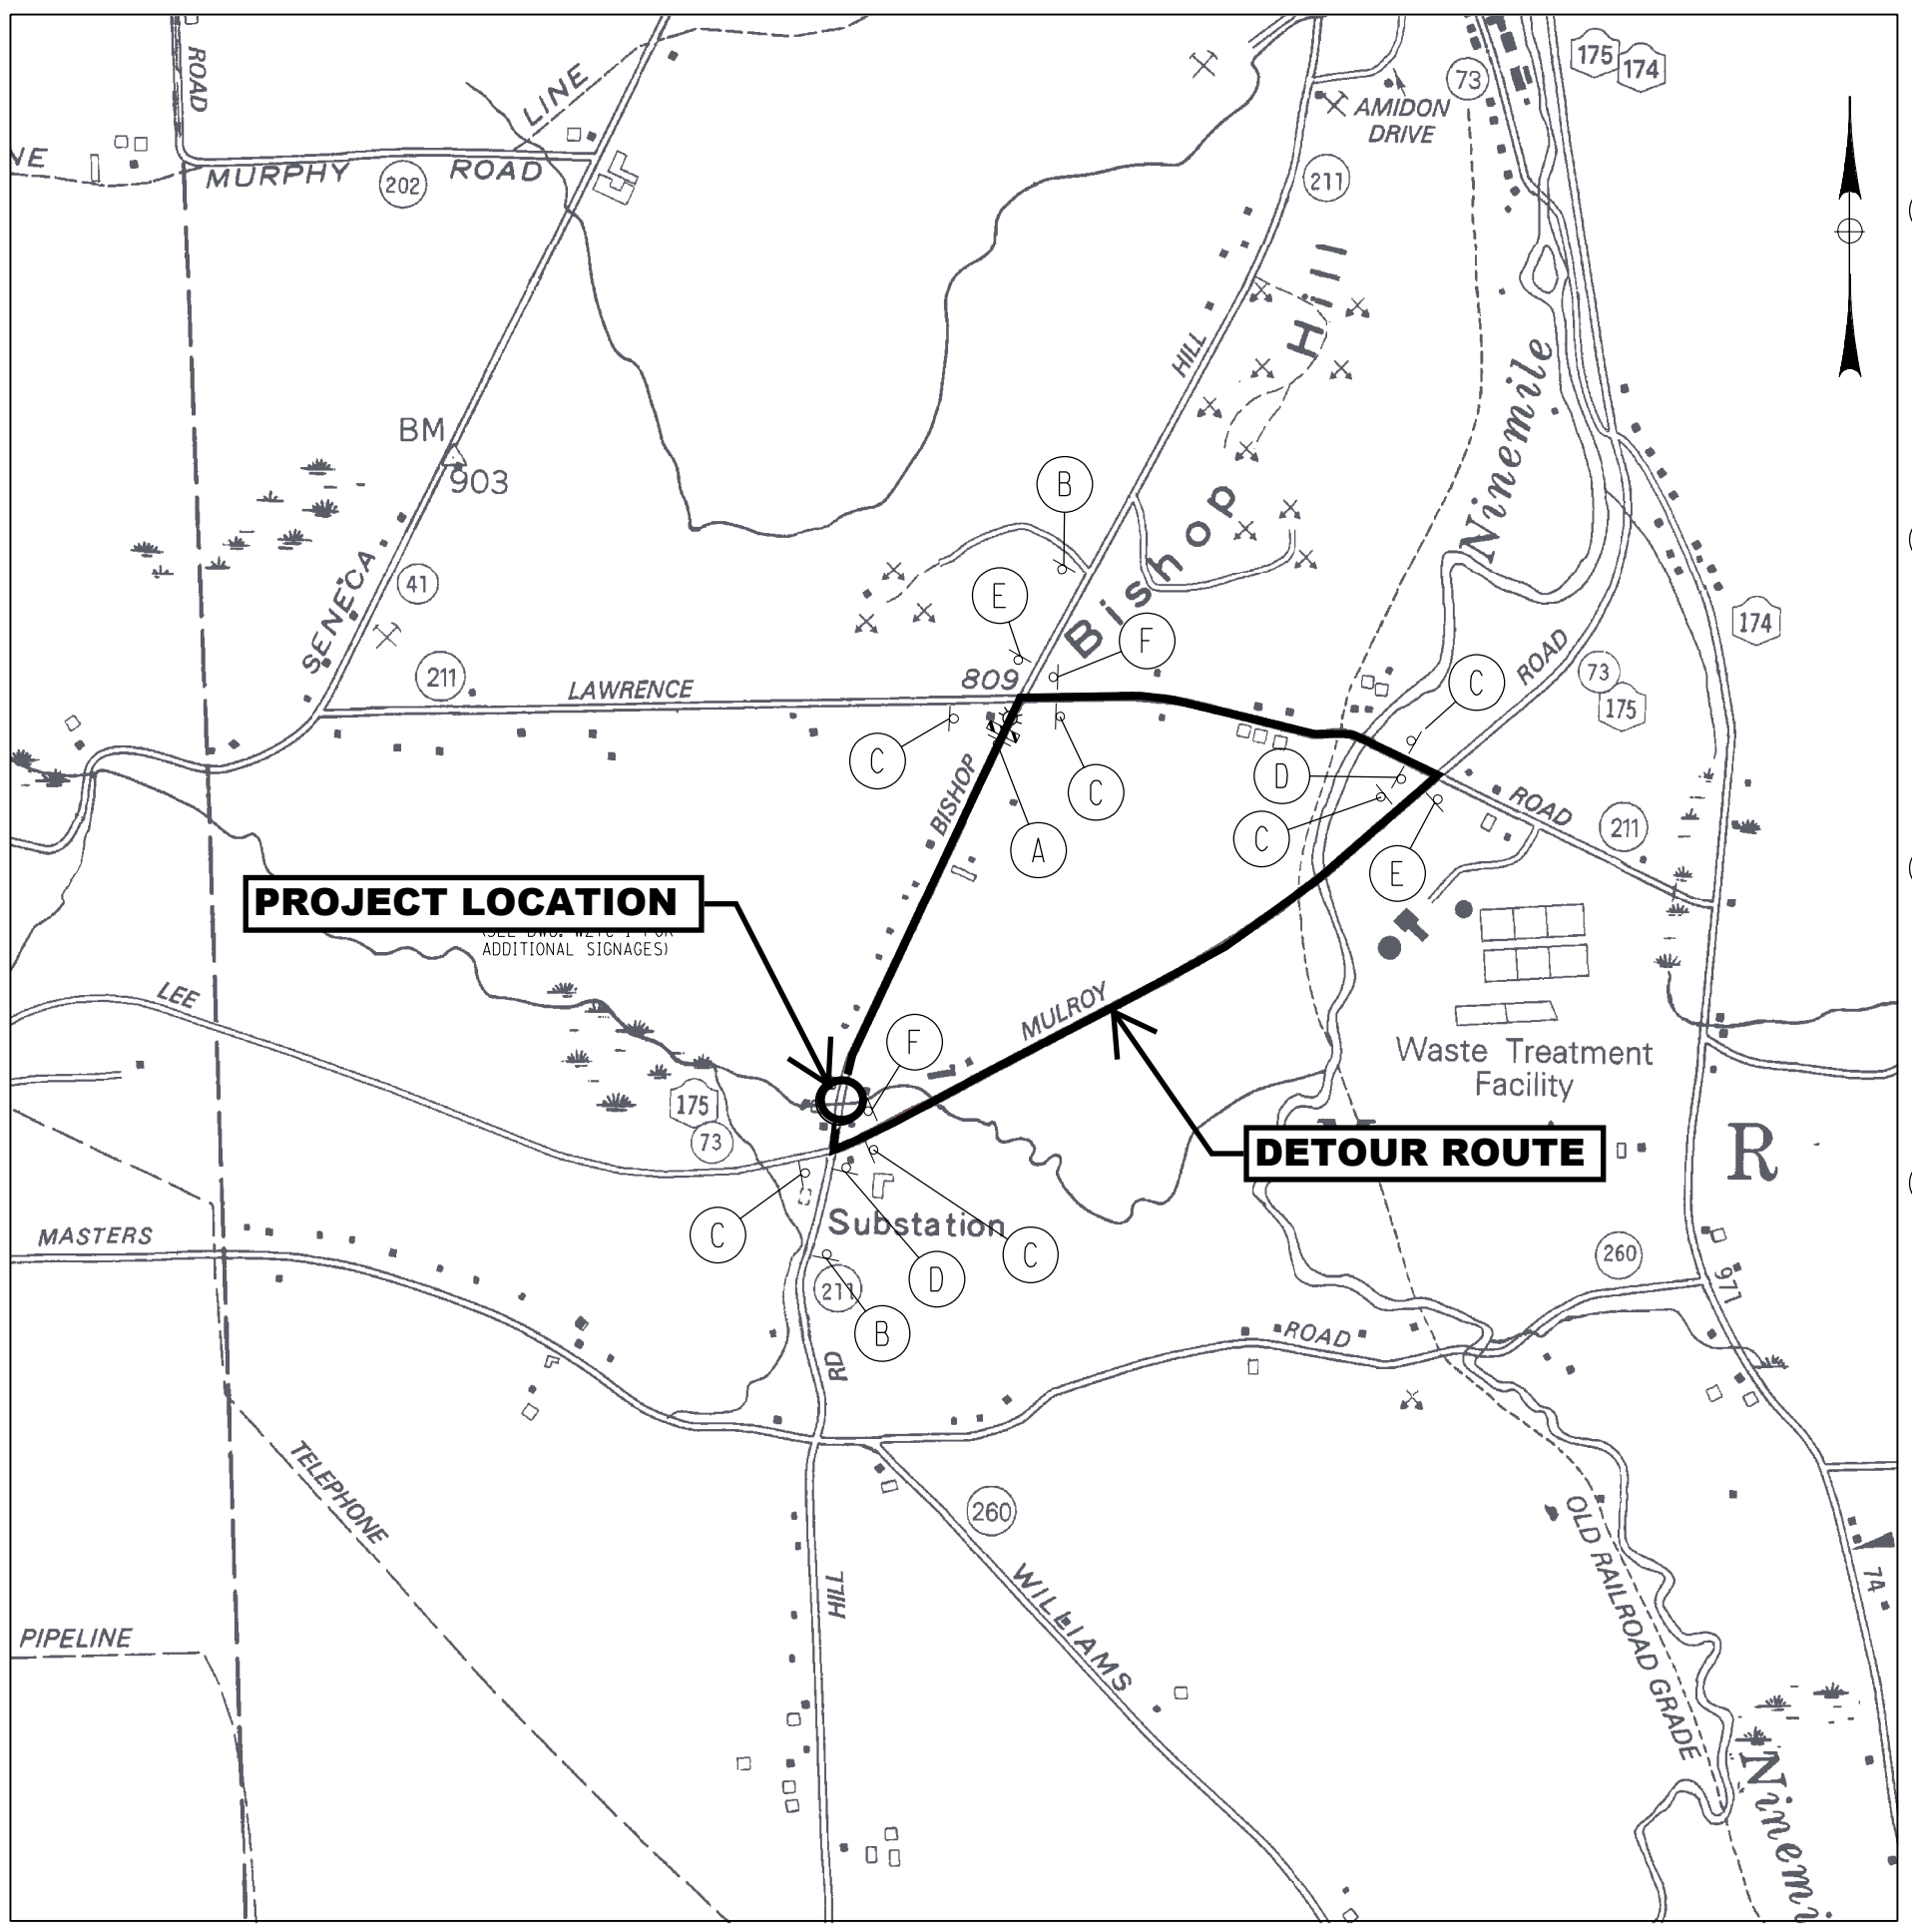 175
174
73
ROAD
LINE
AMIDON
DRIVE
NE
MURPHY ROAD
202
211
Hill
HILL
Ninemile
BM
903
B
Bishop
SENECA
41
E
F
174
211
809
LAWRENCE
C
ROAD
73
175
C
C
D
BISHOP
ROAD
A
C
211
E
PROJECT LOCATION
ADDITIONAL SIGNAGES)
LEE
MULROY
F
Waste Treatment
Facility
175
73
DETOUR ROUTE
R
Substation
MASTERS
C
C
D
260
211
971
B
ROAD
RD
TELEPHONE
260
OLD RAILROAD GRADE
HILL
WILLIAMS
74
PIPELINE
Ninemi